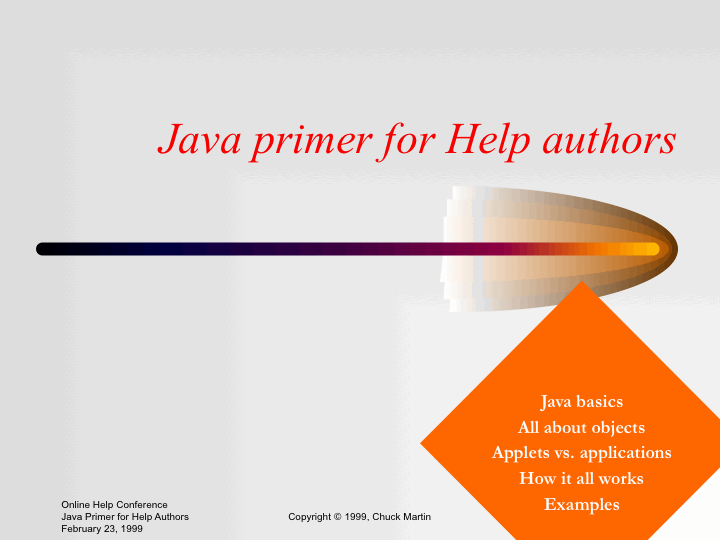 Java primer for Help authors
Java basics
All about objects
Applets vs. applications
How it all works
Examples
Online Help Conference
Java Primer for Help Authors
February 23, 1999
Copyright © 1999, Chuck Martin